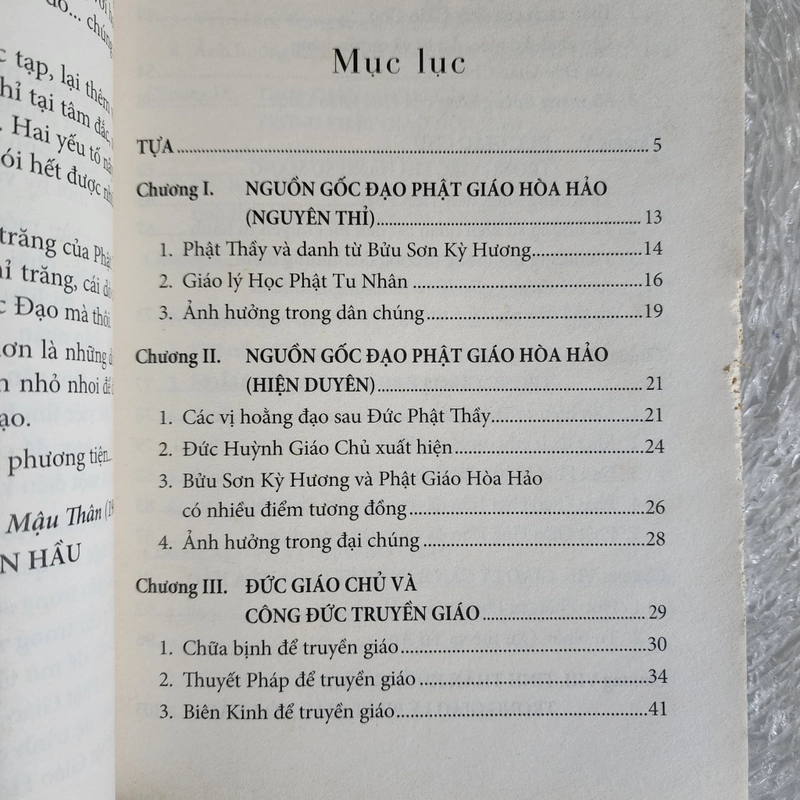 đo... chúng
tạp, lại thêm
hỉ tại tâm đắc,
. Hai yếu tố
ói hết được
trăng của
ỉ trăng, cái
Đạo mà thôi
ơn là những
nhỏ nhoi để
ạo.
phương tiện...
Mậu Thân
N HẦU
Mục lục
TỰA.......... 5
Chương I. NGUỒN GỐC ĐẠO PHẬT GIÁO HÒA HẢO
(NGUYÊN THỈ).......... 13
1. Phật Thầy và danh từ Bửu Sơn Kỳ Hương.......... 14
2. Giáo lý Học Phật Tu Nhân .......... 16
3. Ảnh hưởng trong dân chúng.......... 19
Chương II. NGUỒN GỐC ĐẠO PHẬT GIÁO HÒA HẢO
(HIỆN DUYÊN).......... 21
1. Các vị hoằng đạo sau Đức Phật Thầy.......... 21
2. Đức Huỳnh Giáo Chủ xuất hiện.......... 24
3. Bửu Sơn Kỳ Hương và Phật Giáo Hòa Hảo
có nhiều điểm tương đồng.......... 26
4. Ảnh hưởng trong đại chúng.......... 28
Chương III. ĐỨC GIÁO CHỦ VÀ
CÔNG ĐỨC TRUYỀN GIÁO.......... 29
1. Chữa bịnh để truyền giáo.......... 30
2. Thuyết Pháp để truyền giáo .......... 34
3. Biên Kinh để truyền giáo.......... 41